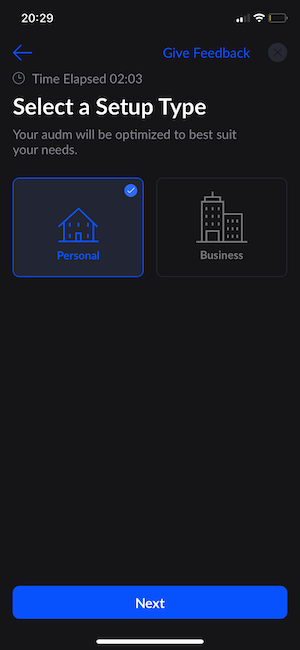 20:29
Give Feedback
Time Elapsed 02:03
Select a Setup Type
Your audm will be optimized to best suit
your needs.
Personal
Business
Next